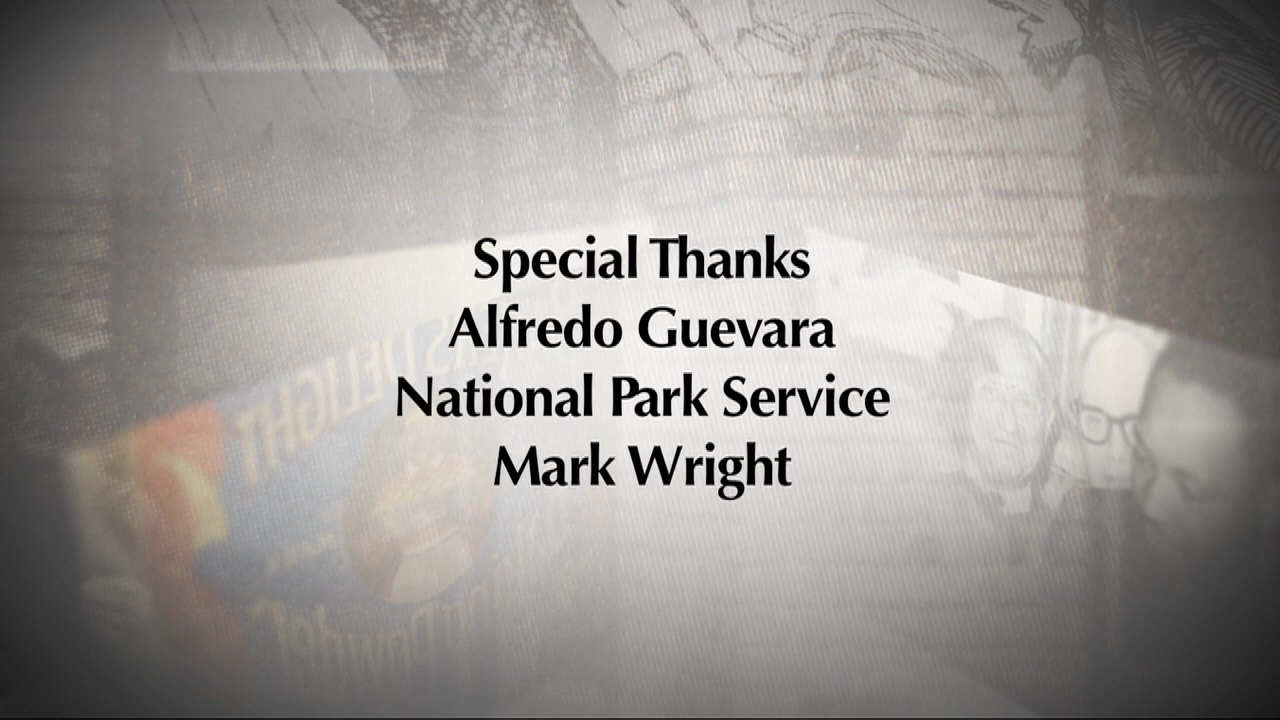 Special Thanks
Alfredo Guevara
National Park Service
Mark Wright